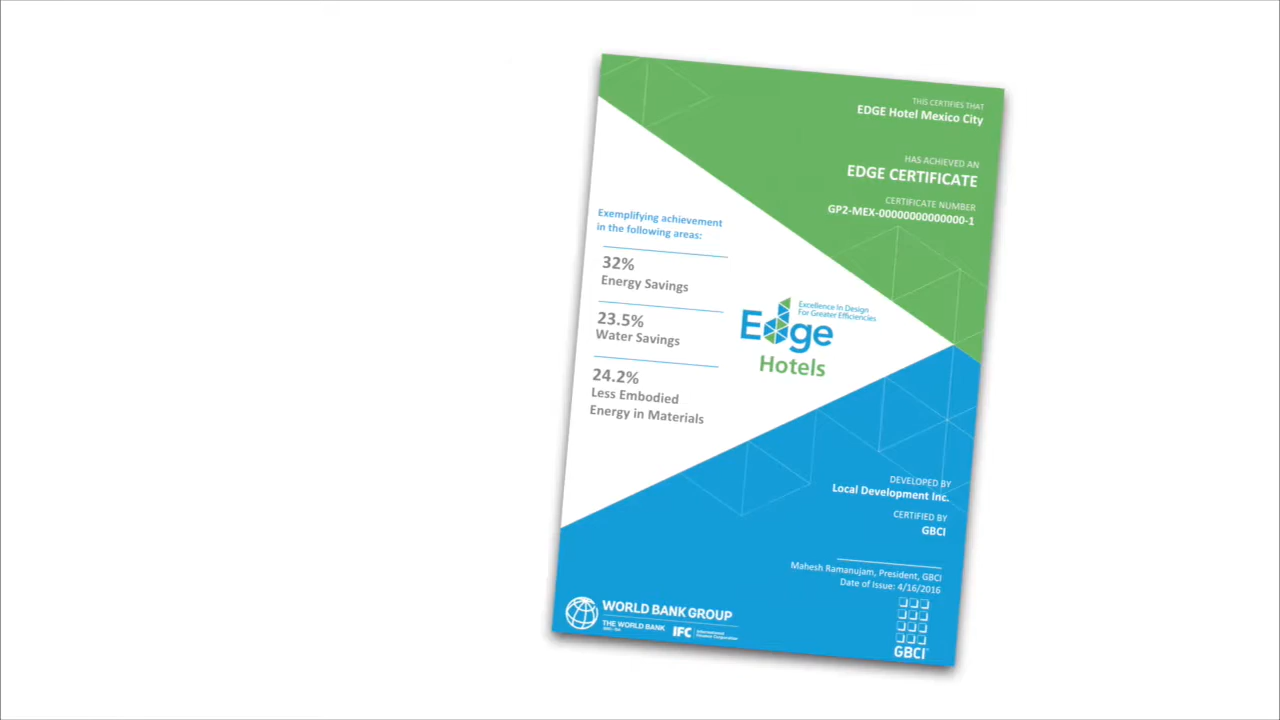 THIS CERTIFIES THAT
EDGE Hotel Mexico City
HAS ACHIEVED AN
EDGE CERTIFICATE
CERTIFICATE NUMBER
GP2-MEX-00000000000000-1
Exemplifying achievement
in the following areas:
32%
Energy Savings
23.5%
Water Savings
24.2%
Less Embodied
Energy in Materials
Excellence In Design
For Greater Efficiencies
Edge
Hotels
DEVELOPED BY
Local Development Inc.
CERTIFIED BY
GBCI
Mahesh Ramanujam, President, GBCI
Date of Issue: 4/16/2016
WORLD BANK GROUP
THE WORLD BANK
IFC International
Finance Corporation
GBCI